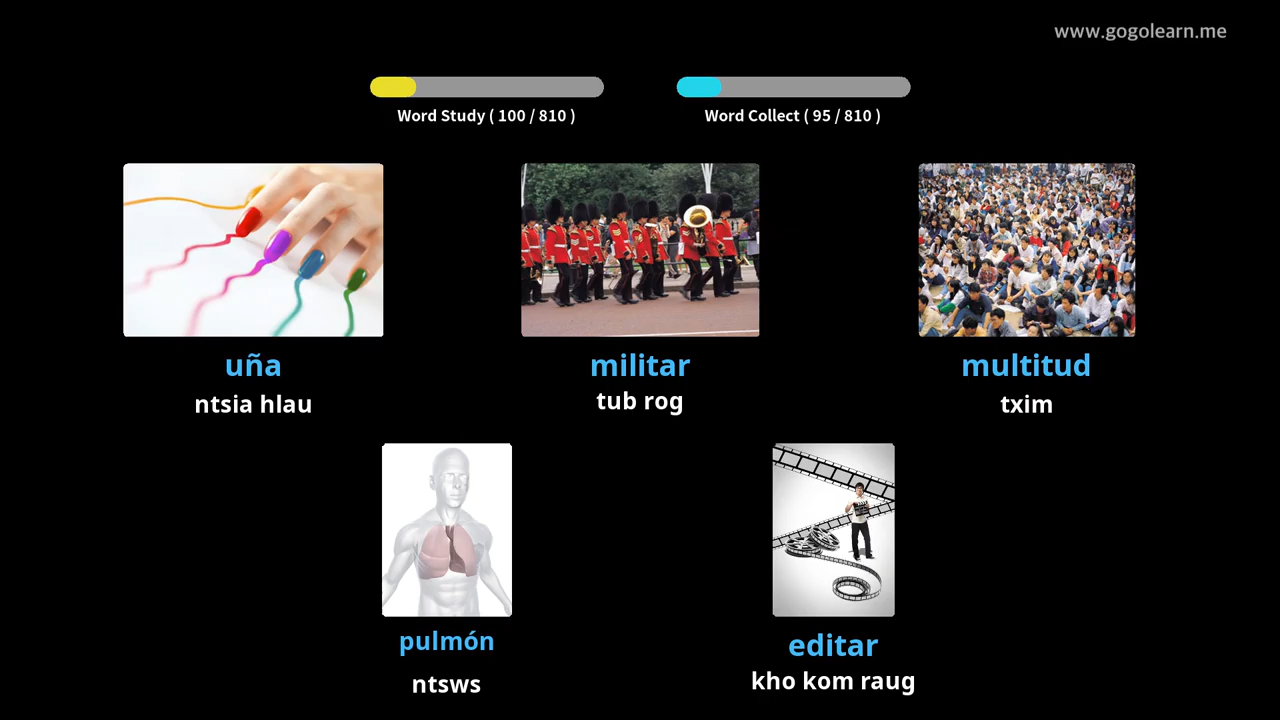 www.gogolearn.me
Word Study ( 100 / 810 )
Word Collect ( 95 / 810 )
uña
ntsia hlau
militar
tub rog
multitud
txim
pulmón
ntsws
editar
kho kom raug